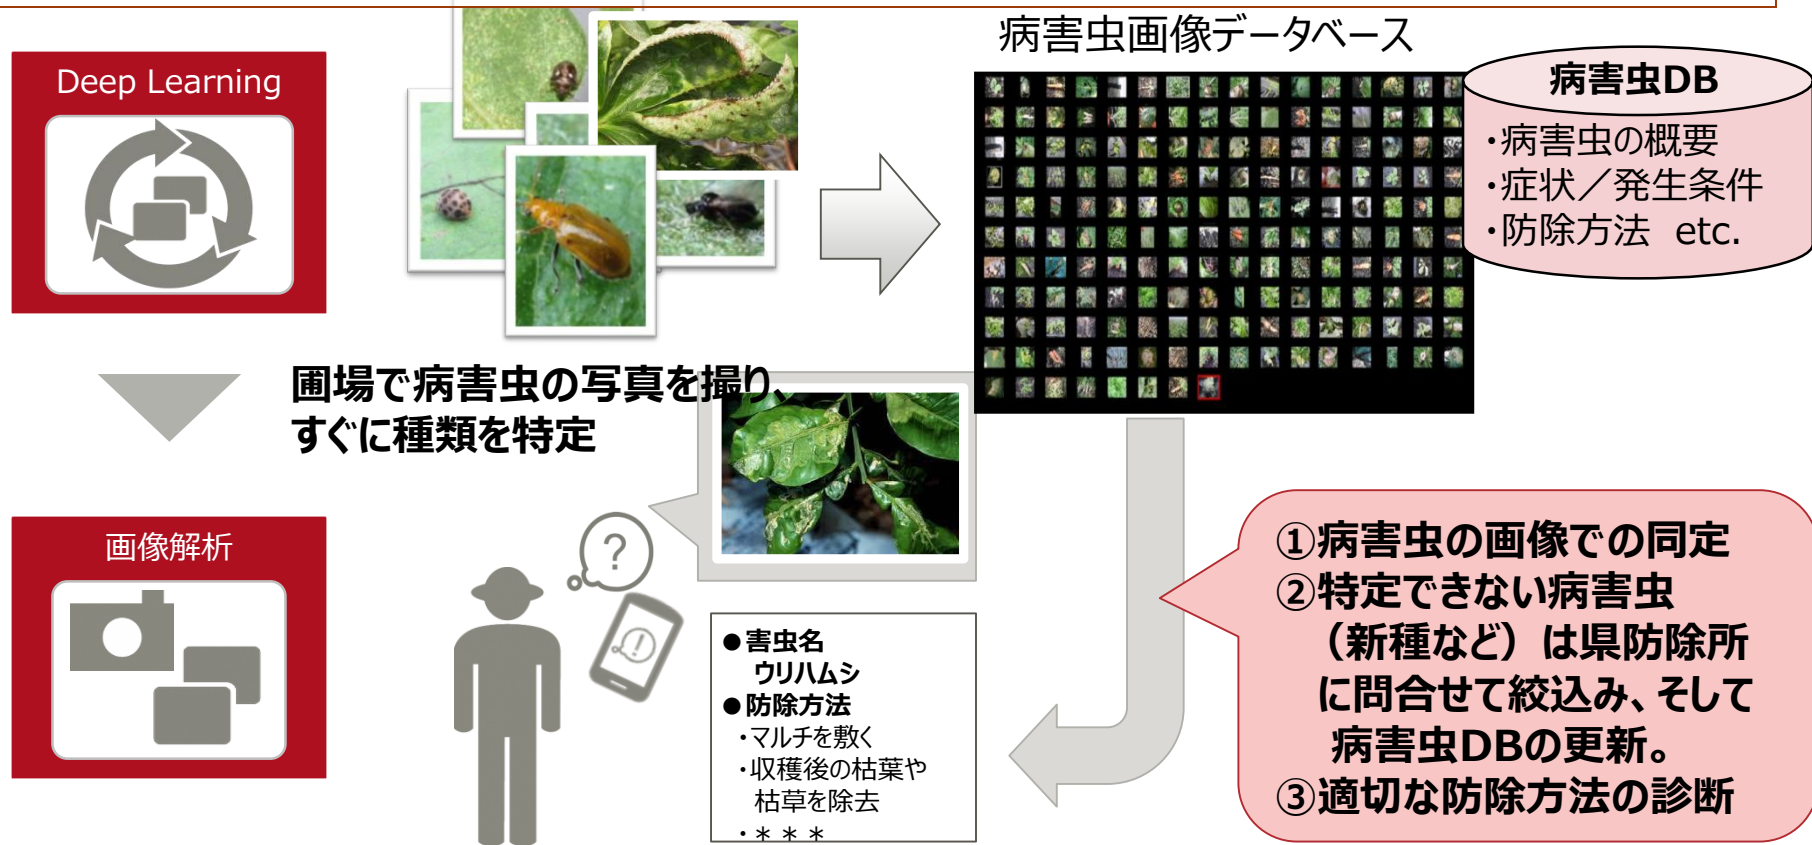 病害虫画像データベース
Deep Learning
病害虫DB
・病害虫の概要
・症状／発生条件
・防除方法 etc.
圃場で病害虫の写真を撮り、
すぐに種類を特定
画像解析
?
!
●害虫名
ウリハムシ
●防除方法
・マルチを敷く
・収穫後の枯葉や
枯草を除去
・＊＊＊
①病害虫の画像での同定
②特定できない病害虫
（新種など）は県防除所
に問合せて絞込み、そして
病害虫DBの更新。
③適切な防除方法の診断